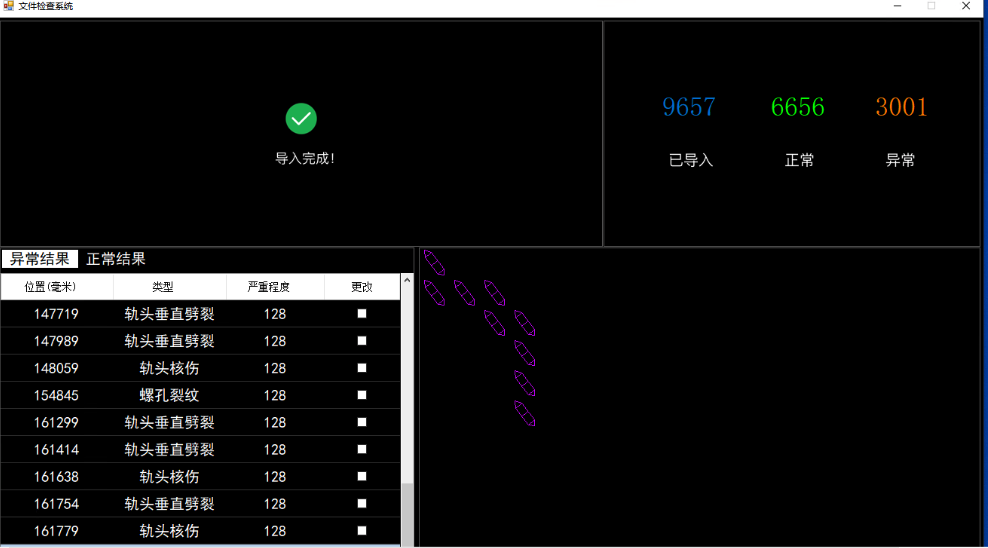 文件检查系统
9657 6656 3001
导入完成!
已导入 正常 异常
异常结果 正常结果
位置(毫米) 类型 严重程度 更改
147719 轨头垂直劈裂 128
147989 轨头垂直劈裂 128
148059 轨头核伤 128
154845 螺孔裂纹 128
161299 轨头垂直劈裂 128
161414 轨头垂直劈裂 128
161638 轨头核伤 128
161754 轨头垂直劈裂 128
161779 轨头核伤 128